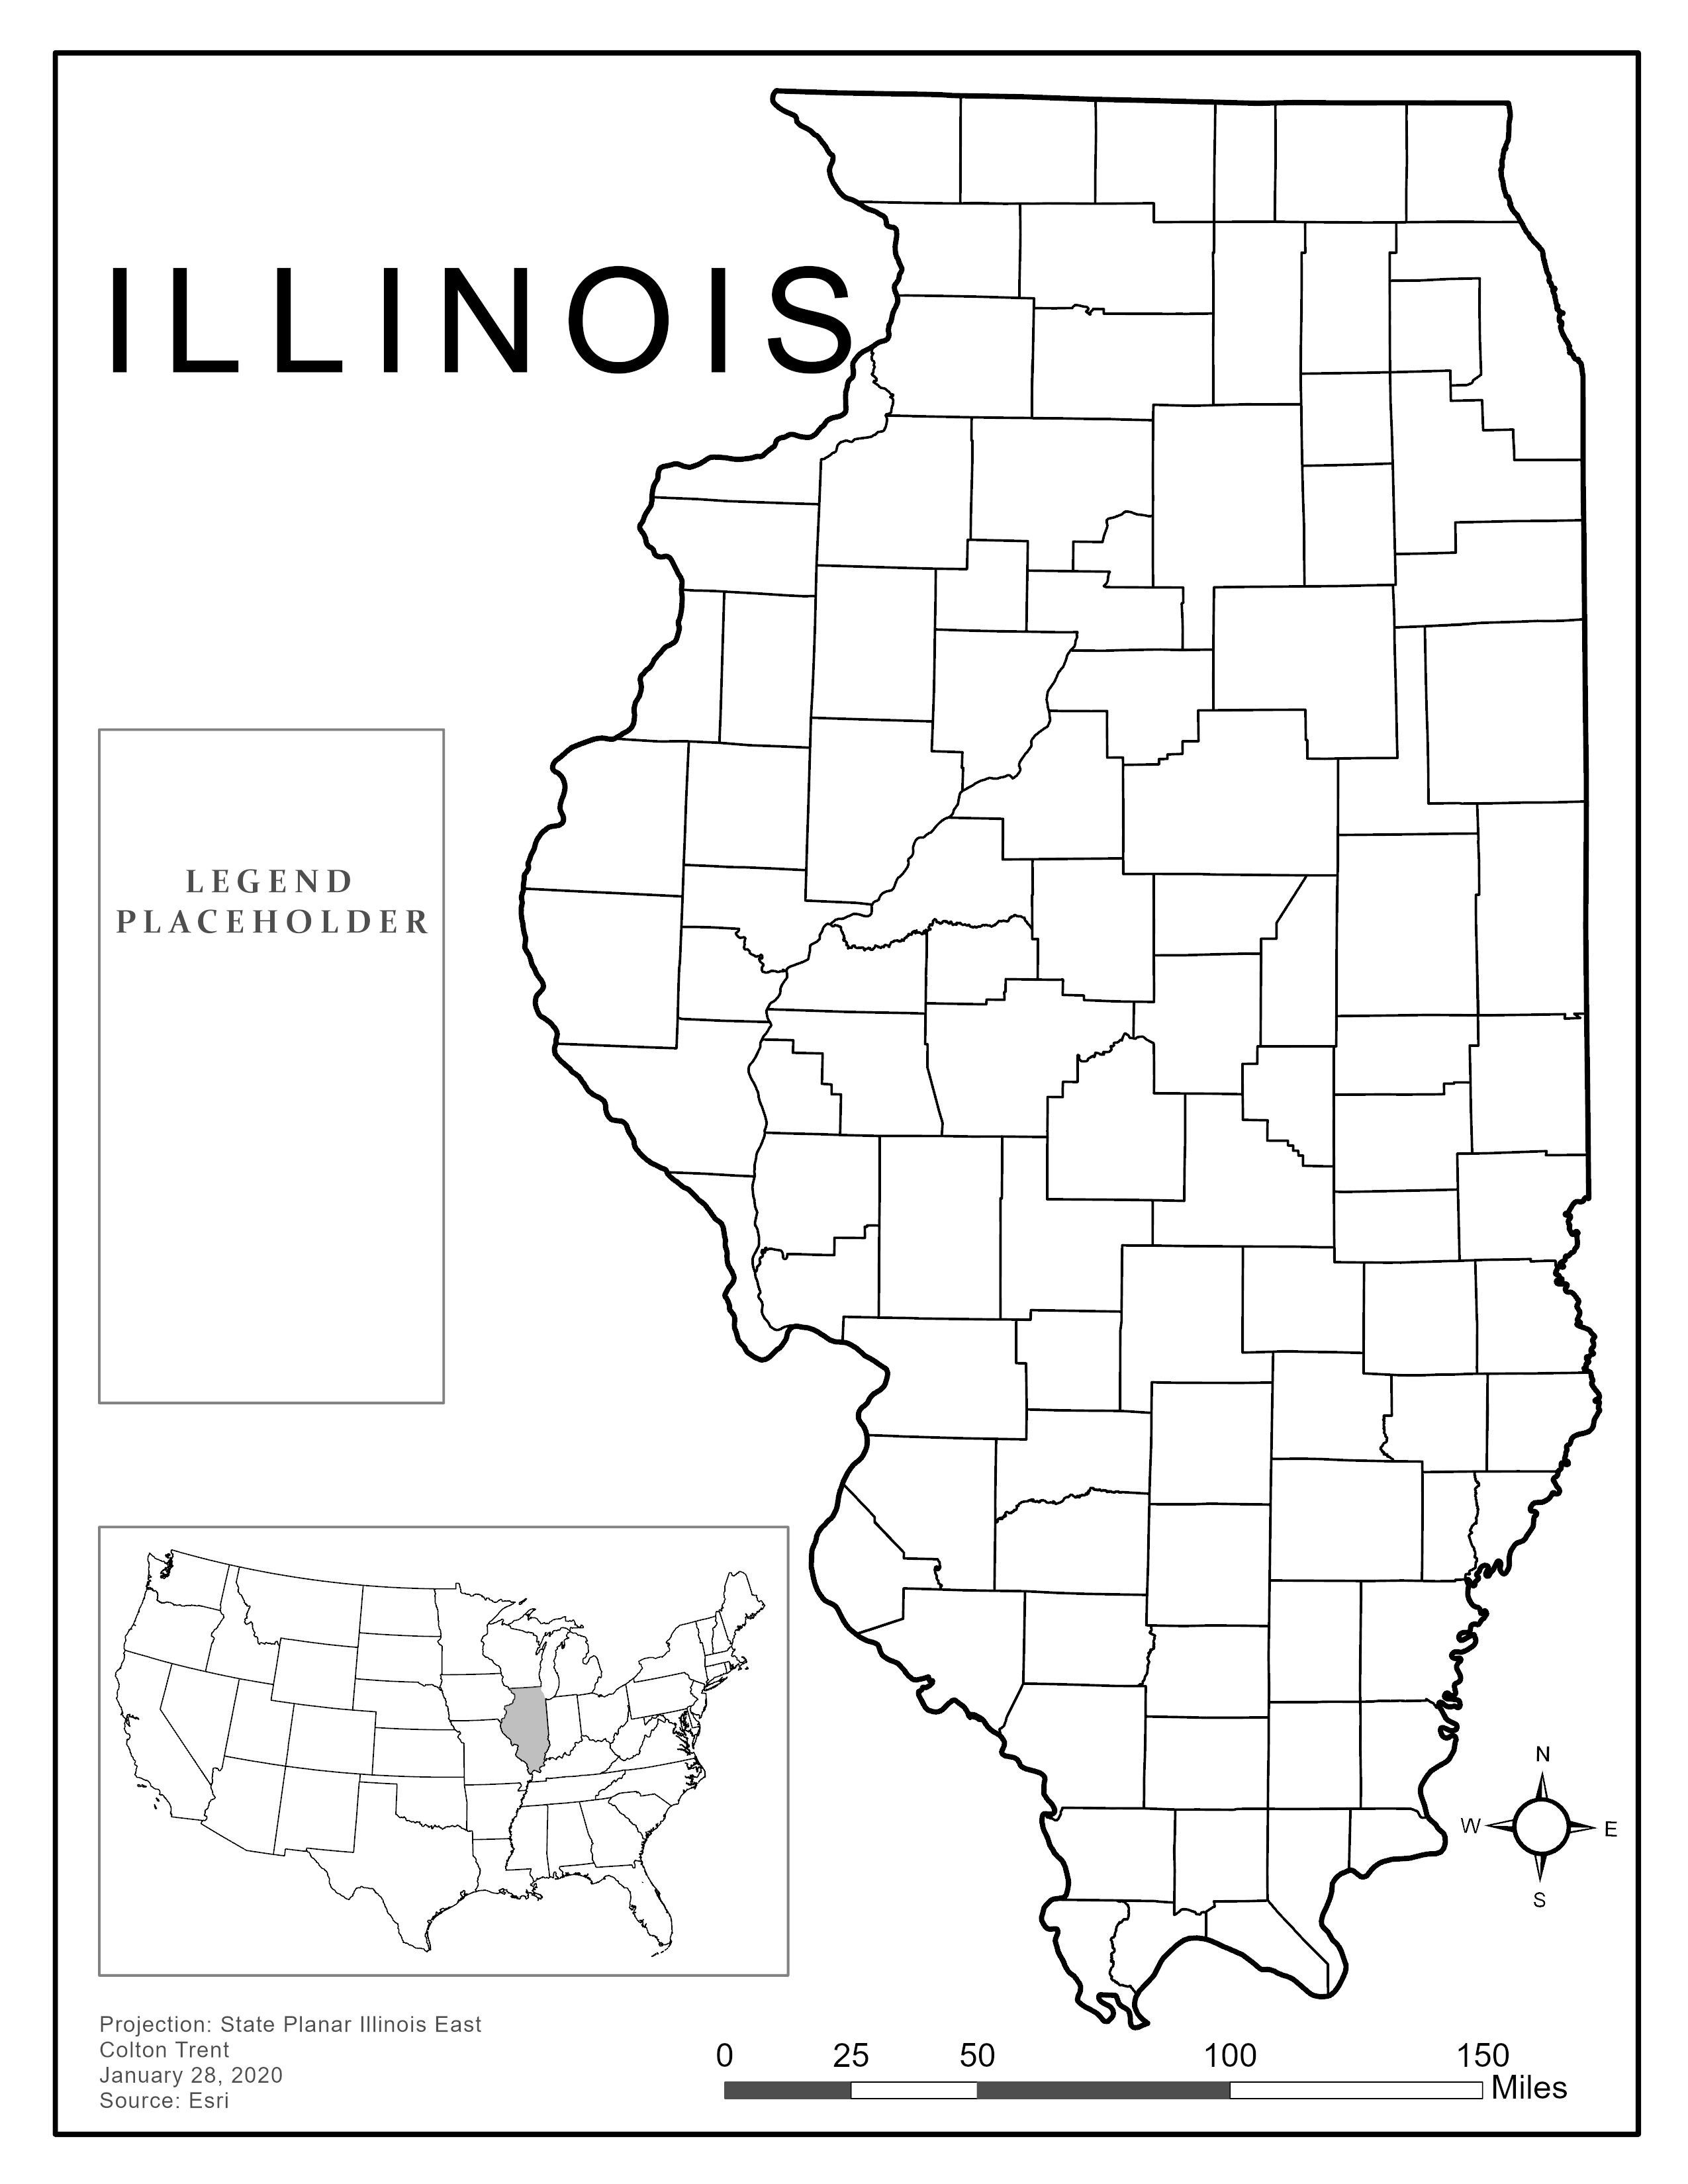 ILLINOIS
LEGEND
PLACEHOLDER
N
W E
S
Projection: State Planar Illinois East
Colton Trent
January 28, 2020
Source: Esri
0 25 50 100 150
Miles